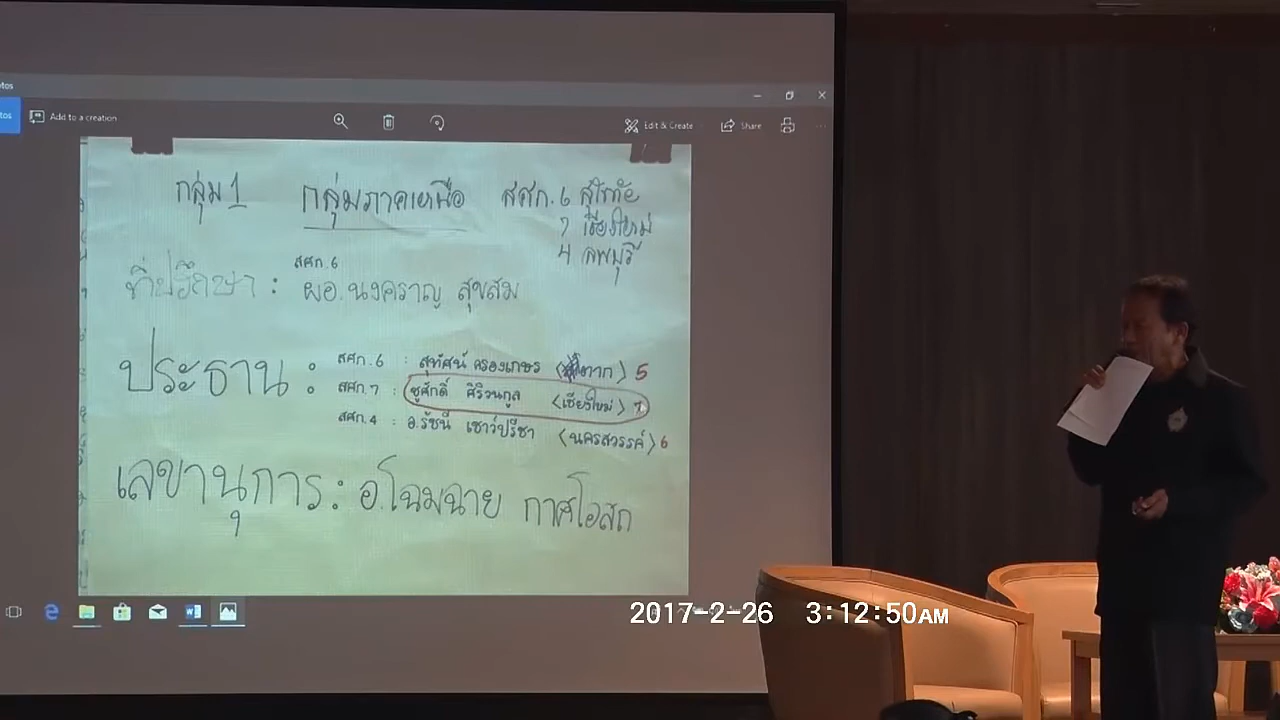 tos
tos Add to a creation Edit & Create Share
กลุ่ม 1 กลุ่มภาคเหนือ สศก. 6 สุโขทัย
7 เชียงใหม่
4 ลพบุรี
สศก. 6
ที่ปรึกษา : ผอ. นงคราญ สุขสม
ประธาน : สศก. 6 : สุทัศน์ ครองเกษร (ตาก) 5
สศก. 7 : ชูศักดิ์ ศิริวนกูล (เชียงใหม่) 7
สศก. 4 : อ. รัชนี เชาว์ปรีชา (นครสวรรค์) 6
เลขานุการ : อ. โฉมฉาย กาศโอสถ
2017-2-26 3:12:50AM